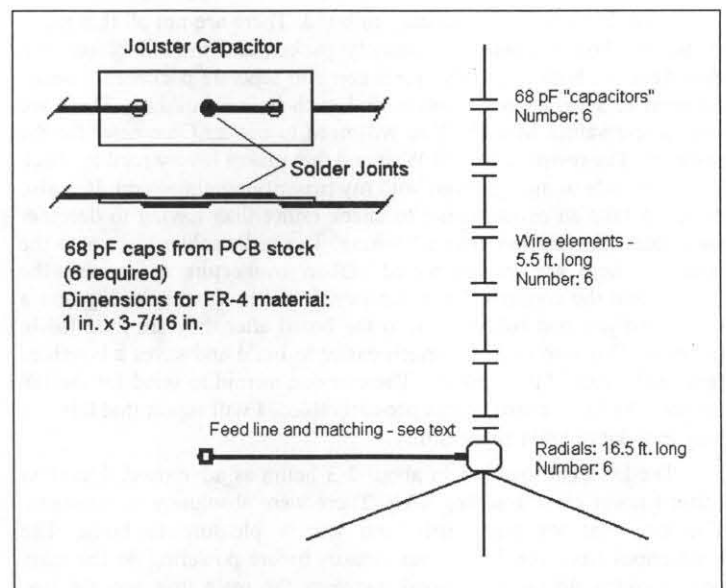 Jouster Capacitor
Solder Joints
68 pF caps from PCB stock
(6 required)
Dimensions for FR-4 material:
1 in. x 3-7/16 in.
68 pF "capacitors"
Number: 6
Wire elements -
5.5 ft. long
Number: 6
Feed line and matching - see text
Radials: 16.5 ft. long
Number: 6